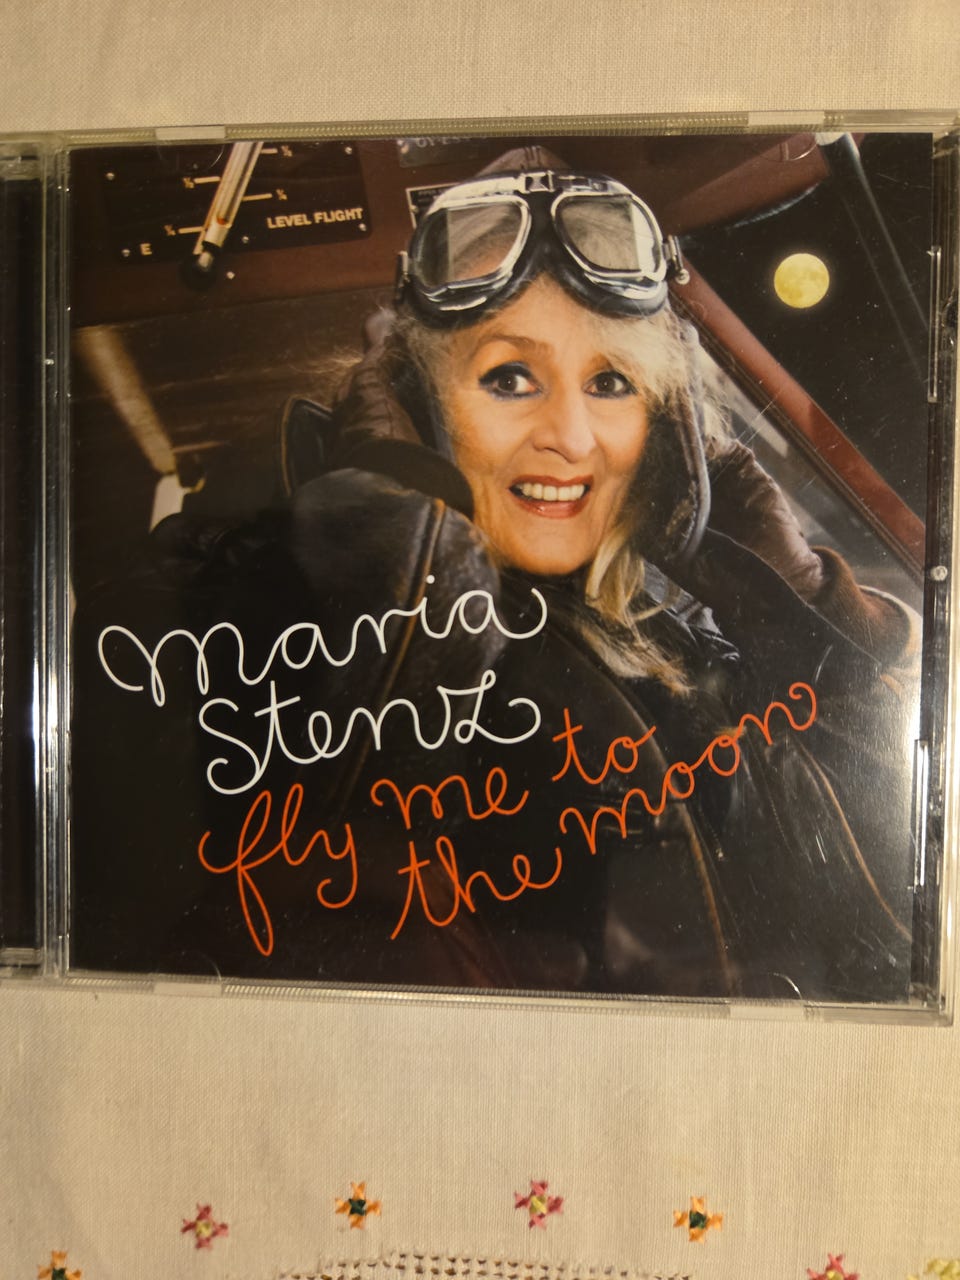 LEVEL FLIGHT
E
maria
stenz
fly me to
the moon